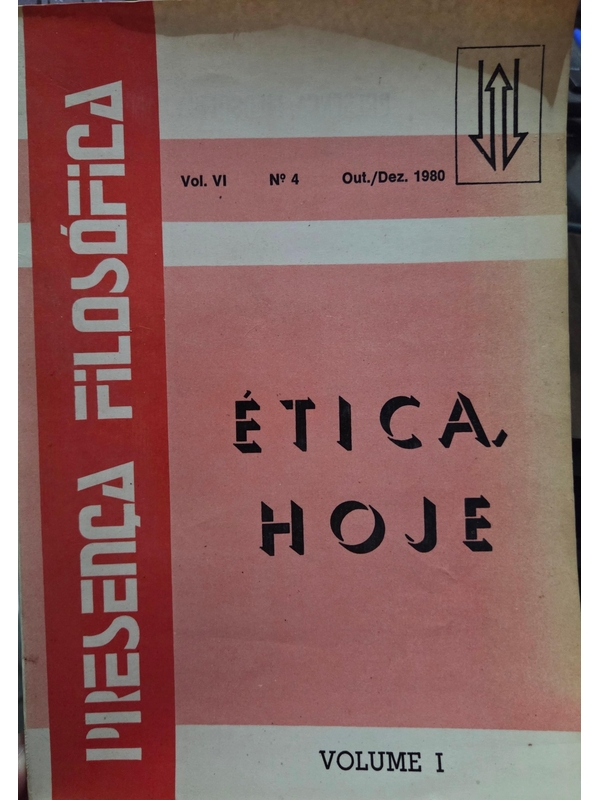 PRESENÇA FILOSÓFICA
Vol. VI Nº 4 Out./Dez. 1980
ÉTICA,
HOJE
VOLUME I